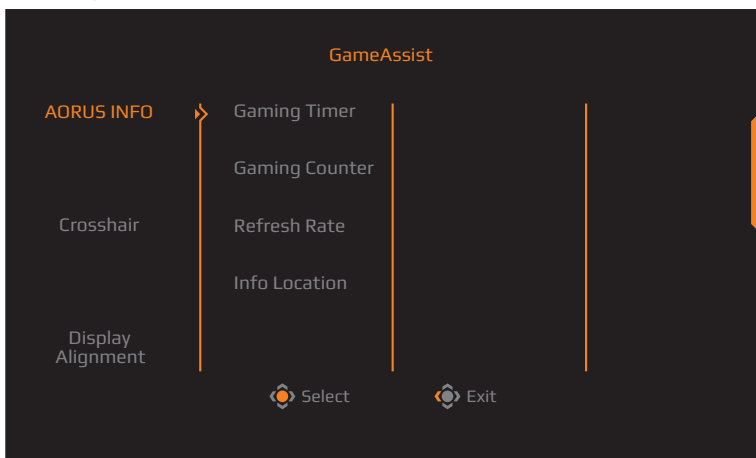 GameAssist
AORUS INFO
Gaming Timer
Gaming Counter
Crosshair
Refresh Rate
Info Location
Display
Alignment
Select
Exit